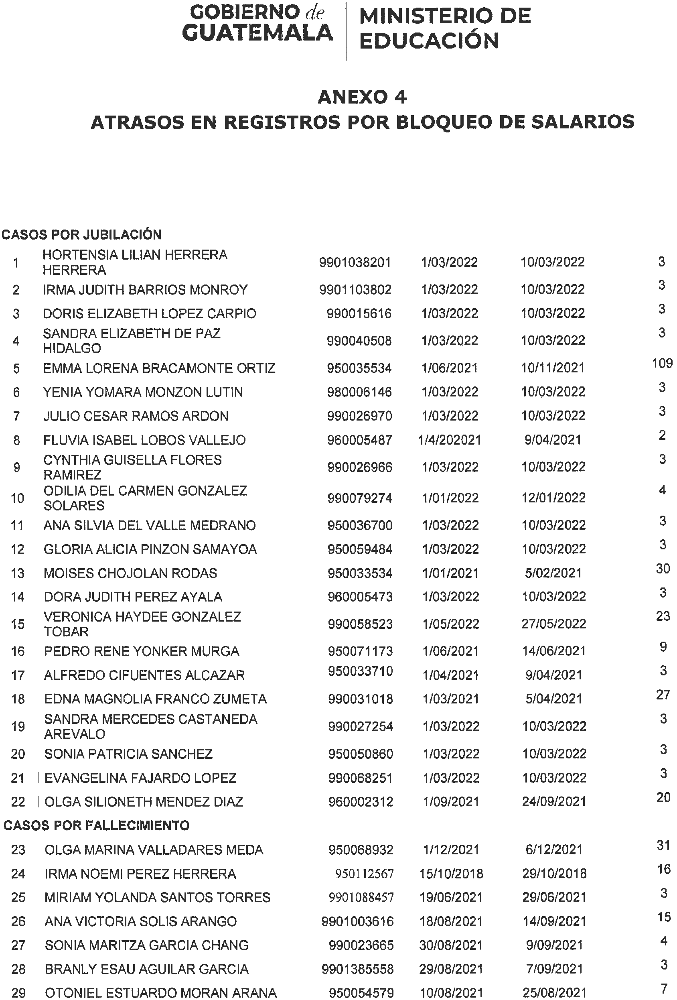 GOBIERNO de
GUATEMALA
MINISTERIO DE
EDUCACIÓN
ANEXO 4
ATRASOS EN REGISTROS POR BLOQUEO DE SALARIOS
CASOS POR JUBILACIÓN
1 HORTENSIA LILIAN HERRERA
HERRERA 9901038201 1/03/2022 10/03/2022 3
2 IRMA JUDITH BARRIOS MONROY 9901103802 1/03/2022 10/03/2022 3
3 DORIS ELIZABETH LOPEZ CARPIO 990015616 1/03/2022 10/03/2022 3
4 SANDRA ELIZABETH DE PAZ
HIDALGO 990040508 1/03/2022 10/03/2022 3
5 EMMA LORENA BRACAMONTE ORTIZ 950035534 1/06/2021 10/11/2021 109
6 YENIA YOMARA MONZON LUTIN 980006146 1/03/2022 10/03/2022 3
7 JULIO CESAR RAMOS ARDON 990026970 1/03/2022 10/03/2022 3
8 FLUVIA ISABEL LOBOS VALLEJO 960005487 1/4/202021 9/04/2021 2
9 CYNTHIA GUISELLA FLORES
RAMIREZ 990026966 1/03/2022 10/03/2022 3
10 ODILIA DEL CARMEN GONZALEZ
SOLARES 990079274 1/01/2022 12/01/2022 4
11 ANA SILVIA DEL VALLE MEDRANO 950036700 1/03/2022 10/03/2022 3
12 GLORIA ALICIA PINZON SAMAYOA 950059484 1/03/2022 10/03/2022 3
13 MOISES CHOJOLAN RODAS 950033534 1/01/2021 5/02/2021 30
14 DORA JUDITH PEREZ AYALA 960005473 1/03/2022 10/03/2022 3
15 VERONICA HAYDEE GONZALEZ
TOBAR 990058523 1/05/2022 27/05/2022 23
16 PEDRO RENE YONKER MURGA 950071173 1/06/2021 14/06/2021 9
17 ALFREDO CIFUENTES ALCAZAR 950033710 1/04/2021 9/04/2021 3
18 EDNA MAGNOLIA FRANCO ZUMETA 990031018 1/03/2021 5/04/2021 27
19 SANDRA MERCEDES CASTANEDA
AREVALO 990027254 1/03/2022 10/03/2022 3
20 SONIA PATRICIA SANCHEZ 950050860 1/03/2022 10/03/2022 3
21 EVANGELINA FAJARDO LOPEZ 990068251 1/03/2022 10/03/2022 3
22 OLGA SILIONETH MENDEZ DIAZ 960002312 1/09/2021 24/09/2021 20
CASOS POR FALLECIMIENTO
23 OLGA MARINA VALLADARES MEDA 950068932 1/12/2021 6/12/2021 31
24 IRMA NOEMI PEREZ HERRERA 950112567 15/10/2018 29/10/2018 16
25 MIRIAM YOLANDA SANTOS TORRES 9901088457 19/06/2021 29/06/2021 3
26 ANA VICTORIA SOLIS ARANGO 9901003616 18/08/2021 14/09/2021 15
27 SONIA MARITZA GARCIA CHANG 990023665 30/08/2021 9/09/2021 4
28 BRANLY ESAU AGUILAR GARCIA 9901385558 29/08/2021 7/09/2021 3
29 OTONIEL ESTUARDO MORAN ARANA 950054579 10/08/2021 25/08/2021 7